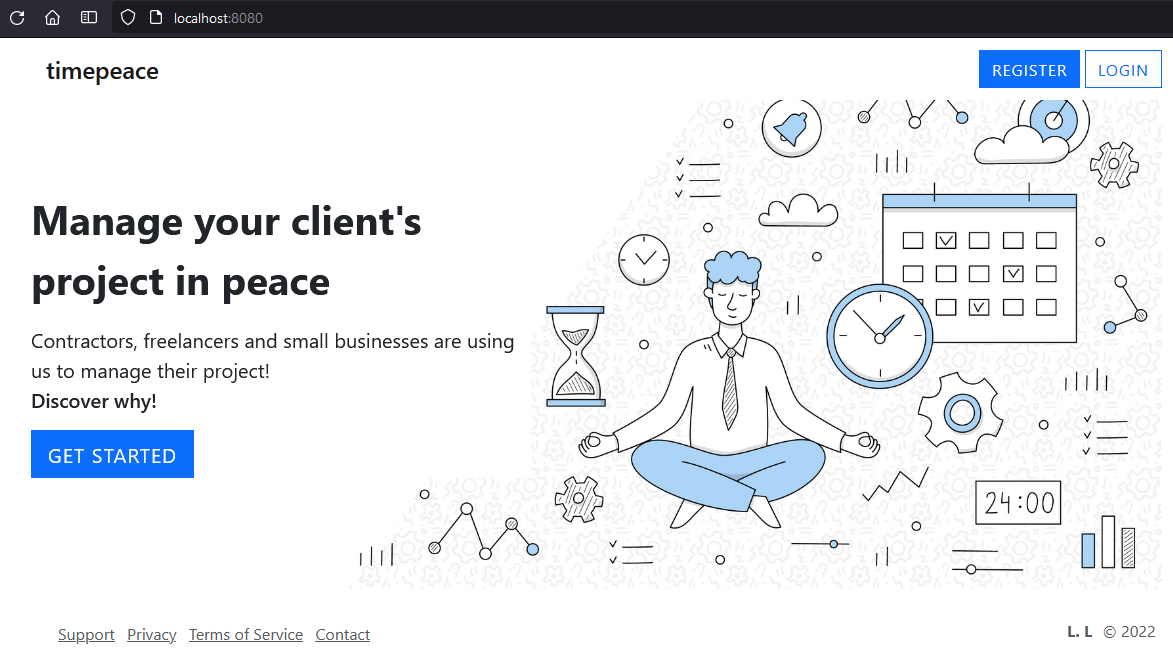 localhost:8080
timepeace
REGISTER
LOGIN
Manage your client's
project in peace
Contractors, freelancers and small businesses are using
us to manage their project!
Discover why!
GET STARTED
24:00
Support Privacy Terms of Service Contact
L. L © 2022